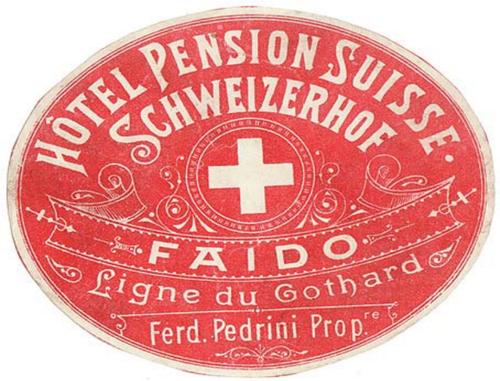 HÔTEL PENSION SUISSE.
SCHWEIZERHOF
· FAIDO ·
Ligne du Gothard
Ferd. Pedrini Prop.re